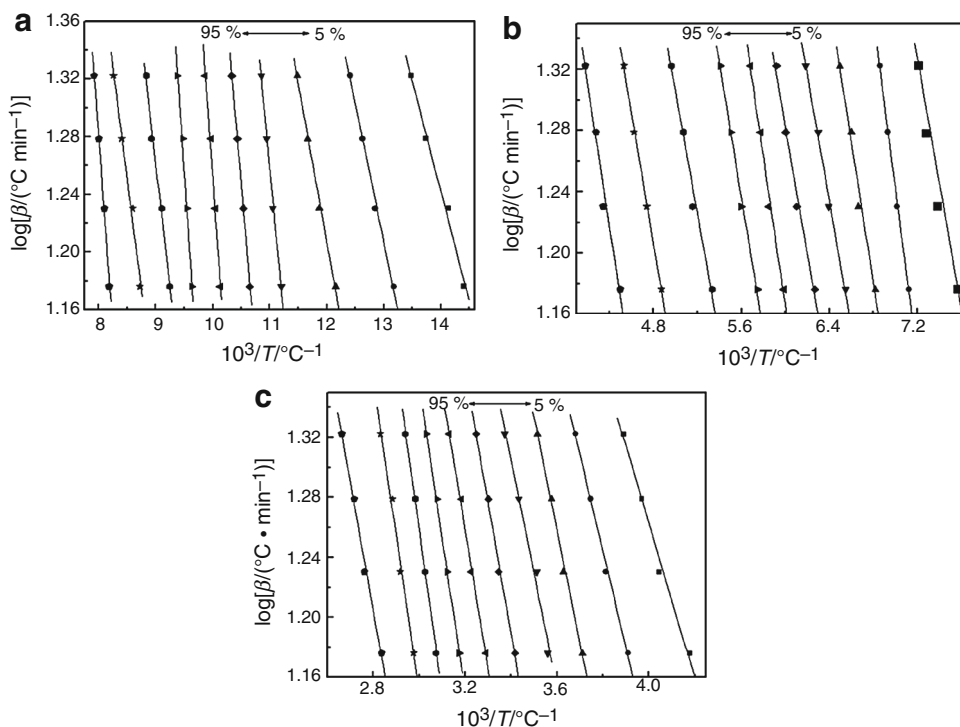 a
1.36
1.32
1.28
1.24
1.20
1.16
log[β/(°C min⁻¹)]
95 %
5 %
8 9 10 11 12 13 14
10³/T/°C⁻¹
b
1.32
1.28
1.24
1.20
1.16
log[β/(°C min⁻¹)]
95 %
5 %
4.8 5.6 6.4 7.2
10³/T/°C⁻¹
c
1.32
1.28
1.24
1.20
1.16
log[β/(°C • min⁻¹)]
95 %
5 %
2.8 3.2 3.6 4.0
10³/T/°C⁻¹